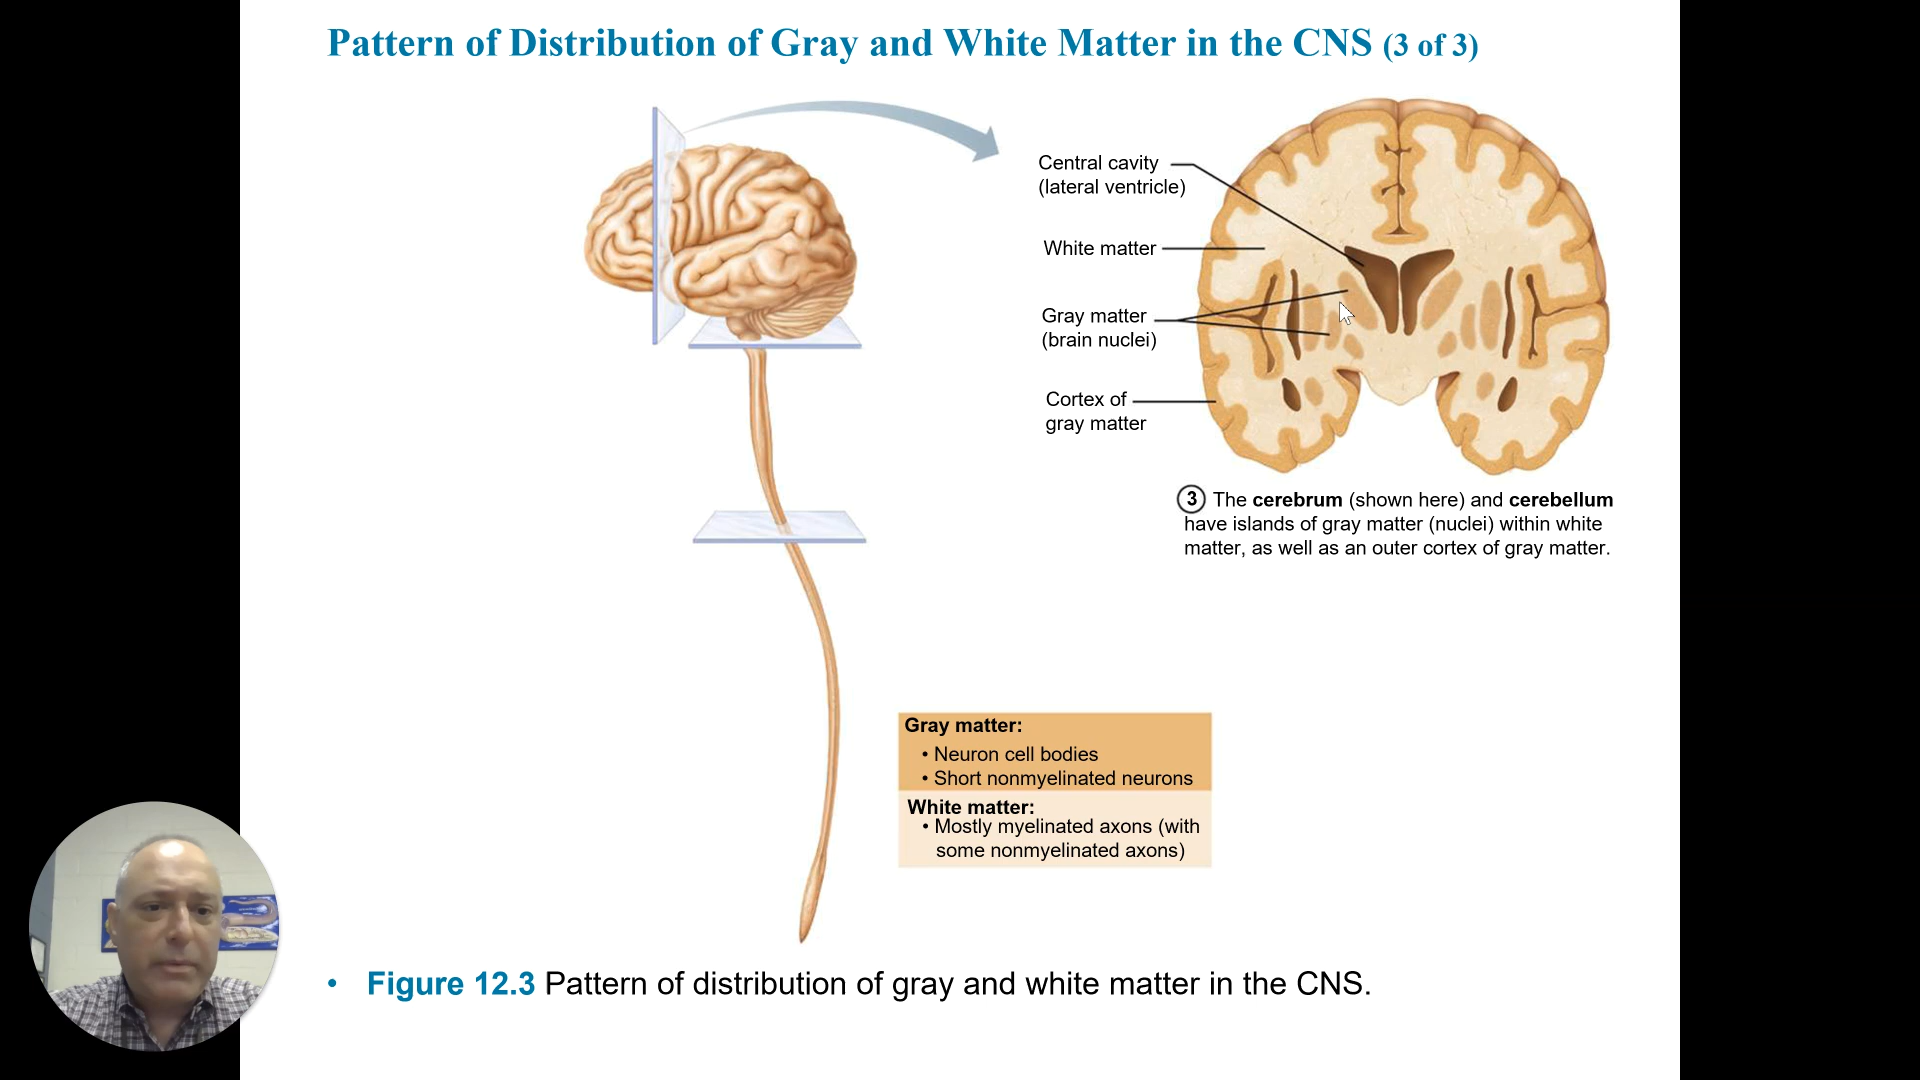 Pattern of Distribution of Gray and White Matter in the CNS (3 of 3)
Central cavity
(lateral ventricle)
White matter
Gray matter
(brain nuclei)
Cortex of
gray matter
3 The cerebrum (shown here) and cerebellum
have islands of gray matter (nuclei) within white
matter, as well as an outer cortex of gray matter.
Gray matter:
• Neuron cell bodies
• Short nonmyelinated neurons
White matter:
• Mostly myelinated axons (with
some nonmyelinated axons)
• Figure 12.3 Pattern of distribution of gray and white matter in the CNS.